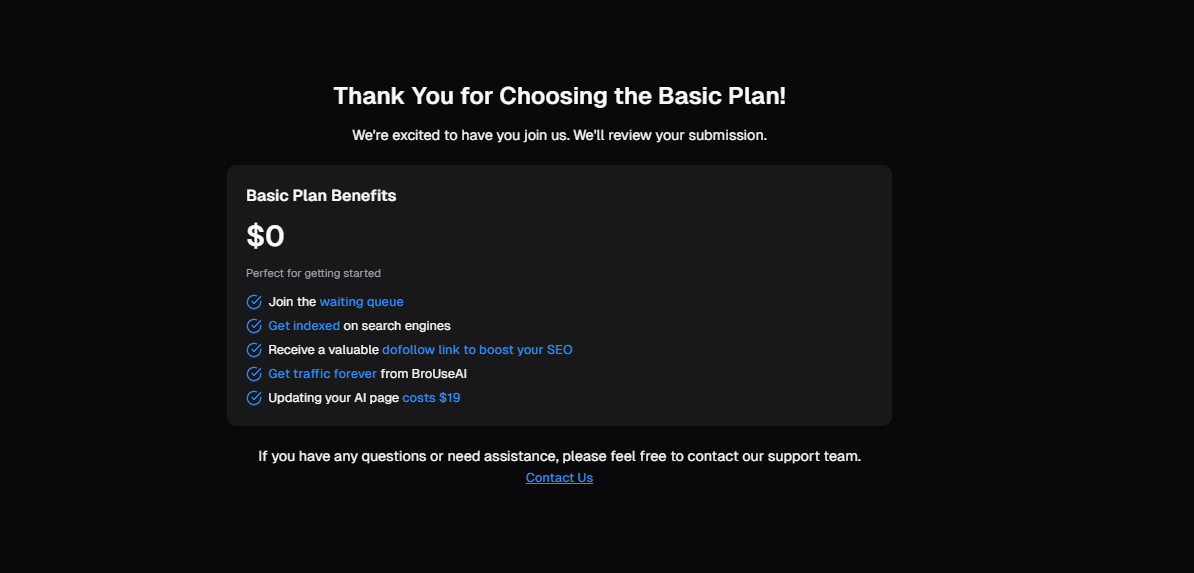 Thank You for Choosing the Basic Plan!
We're excited to have you join us. We'll review your submission.
Basic Plan Benefits
$0
Perfect for getting started
Join the waiting queue
Get indexed on search engines
Receive a valuable dofollow link to boost your SEO
Get traffic forever from BroUseAI
Updating your AI page costs $19
If you have any questions or need assistance, please feel free to contact our support team.
Contact Us